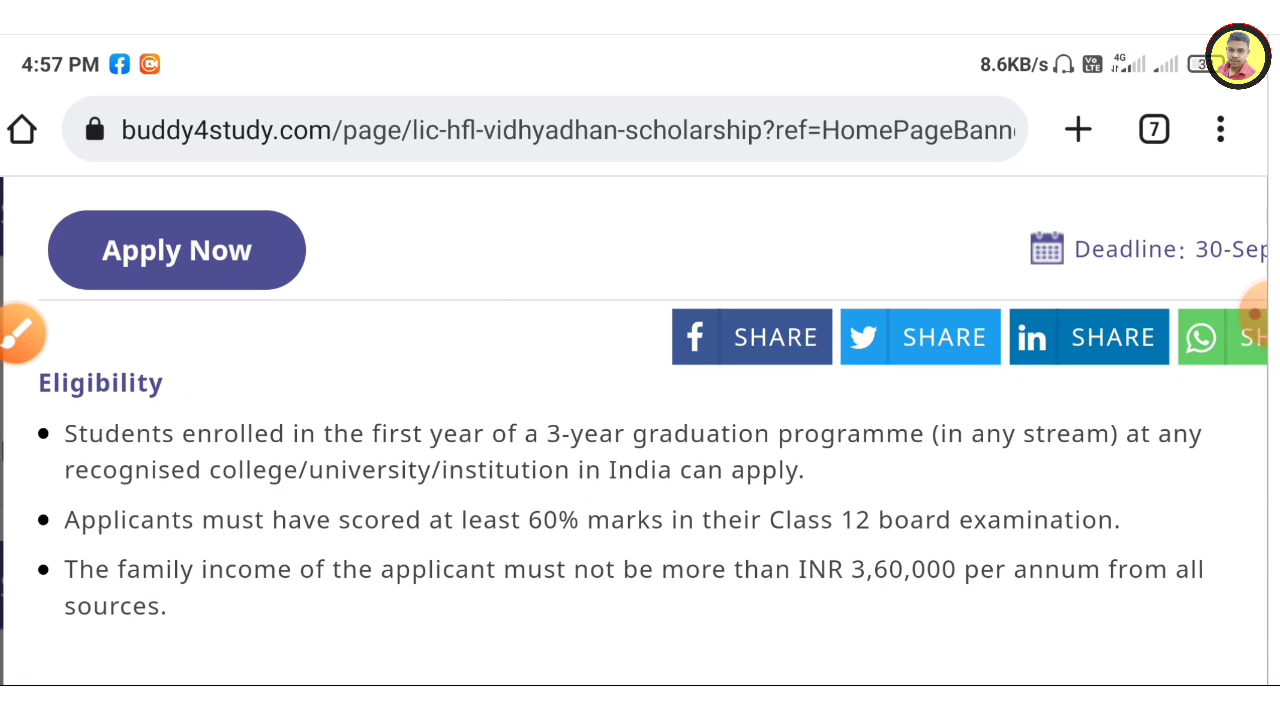 4:57 PM
8.6KB/s Vo LTE 4G
buddy4study.com/page/lic-hfl-vidhyadhan-scholarship?ref=HomePageBann
7
Apply Now
Deadline: 30-Sep
SHARE SHARE SHARE SH
Eligibility
Students enrolled in the first year of a 3-year graduation programme (in any stream) at any
recognised college/university/institution in India can apply.
Applicants must have scored at least 60% marks in their Class 12 board examination.
The family income of the applicant must not be more than INR 3,60,000 per annum from all
sources.